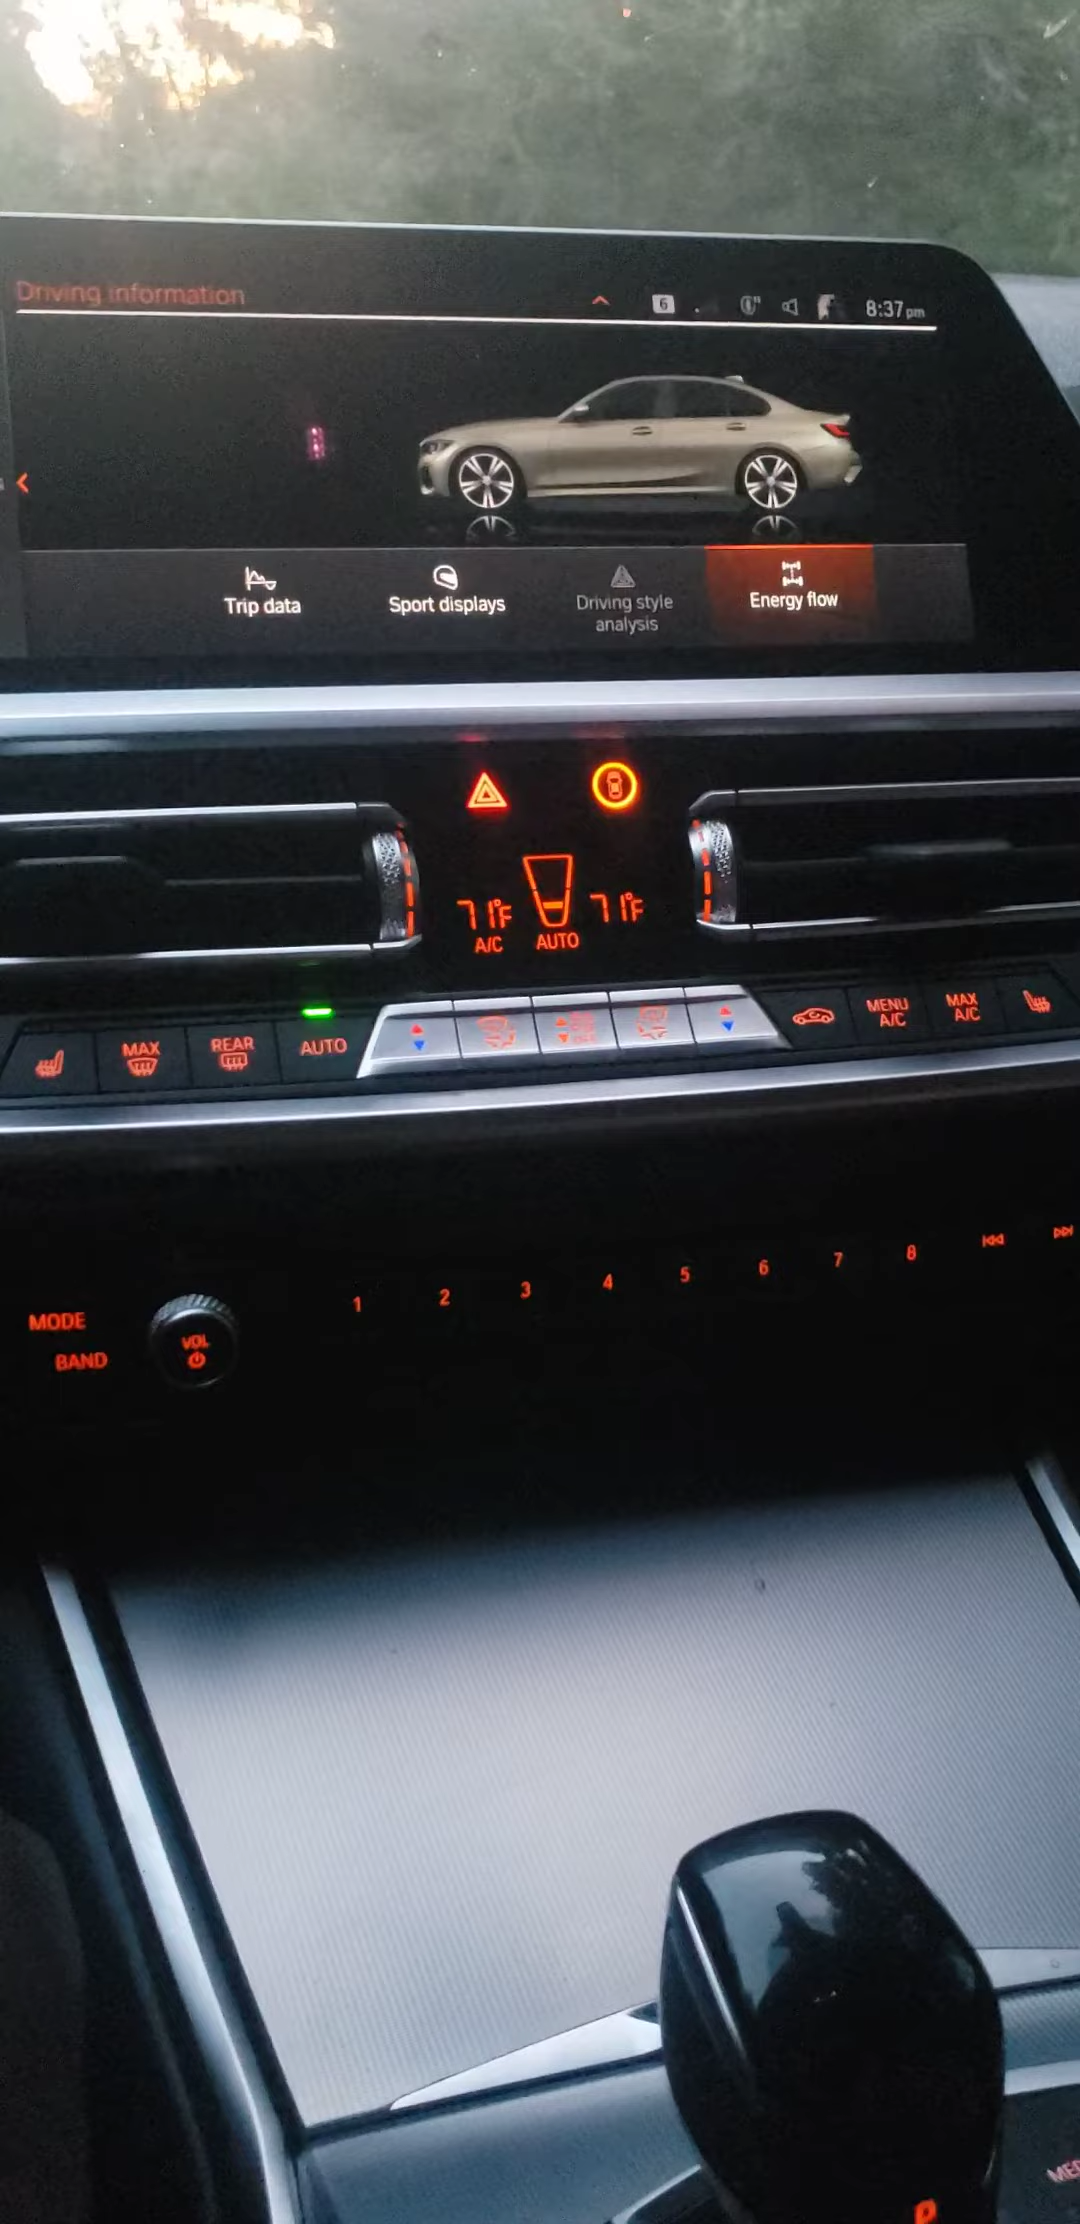 Driving information
6
8:37 pm
Trip data
Sport displays
Driving style
analysis
Energy flow
71°F
71°F
A/C
AUTO
MAX
REAR
AUTO
MENU
A/C
MAX
A/C
1
2
3
4
5
6
7
8
MODE
BAND
VOL
P